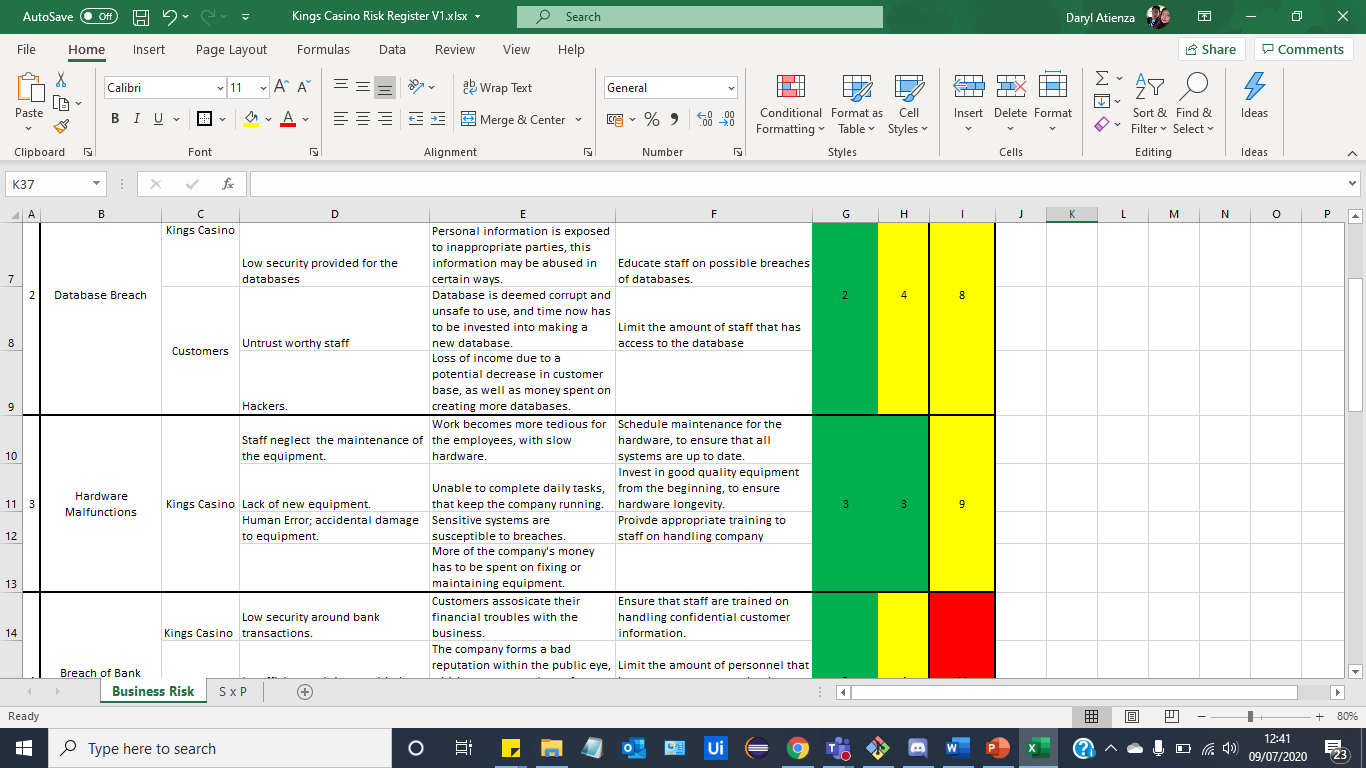 AutoSave Off Kings Casino Risk Register V1.xlsx Search Daryl Atienza
File Home Insert Page Layout Formulas Data Review View Help Share Comments
Paste Calibri 11 Wrap Text General Conditional Formatting Format as Table Cell Styles Insert Delete Format Sort & Filter Find & Select Ideas
B I U Merge & Center
Clipboard Font Alignment Number Styles Cells Editing Ideas
K37 fx
A B C D E F G H I J K L M N O P
Kings Casino
Personal information is exposed
to inappropriate parties, this
information may be abused in
certain ways.
Low security provided for the
databases
Educate staff on possible breaches
of databases.
7
2 Database Breach
2 4 8
Database is deemed corrupt and
unsafe to use, and time now has
to be invested into making a
new database.
Untrust worthy staff
Limit the amount of staff that has
access to the database
8
Customers
Loss of income due to a
potential decrease in customer
base, as well as money spent on
creating more databases.
Hackers.
9
Staff neglect the maintenance of
the equipment.
Work becomes more tedious for
the employees, with slow
hardware.
Schedule maintenance for the
hardware, to ensure that all
systems are up to date.
10
3 Hardware
Malfunctions
Kings Casino
Lack of new equipment.
Unable to complete daily tasks,
that keep the company running.
Invest in good quality equipment
from the beginning, to ensure
hardware longevity.
3 3 9
11
Human Error; accidental damage
to equipment.
Sensitive systems are
susceptible to breaches.
Proivde appropriate training to
staff on handling company
12
More of the company's money
has to be spent on fixing or
maintaining equipment.
13
Kings Casino
Low security around bank
transactions.
Customers assosicate their
financial troubles with the
business.
Ensure that staff are trained on
handling confidential customer
information.
14
Breach of Bank
The company forms a bad
reputation within the public eye,
Limit the amount of personnel that
Business Risk S x P
Ready 80%
Type here to search
12:41
09/07/2020
23